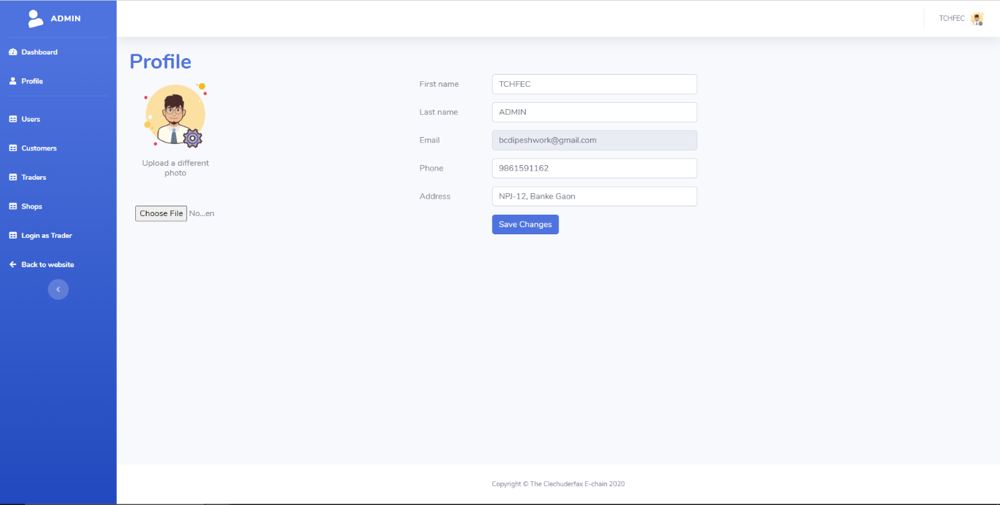 ADMIN
TCHFEC
Dashboard
Profile
Users
Customers
Traders
Shops
Login as Trader
Back to website
Profile
Upload a different
photo
Choose File No...en
First name TCHFEC
Last name ADMIN
Email bcdipeshwork@gmail.com
Phone 9861591162
Address NPJ-12, Banke Gaon
Save Changes
Copyright © The Clechuderfax E-chain 2020